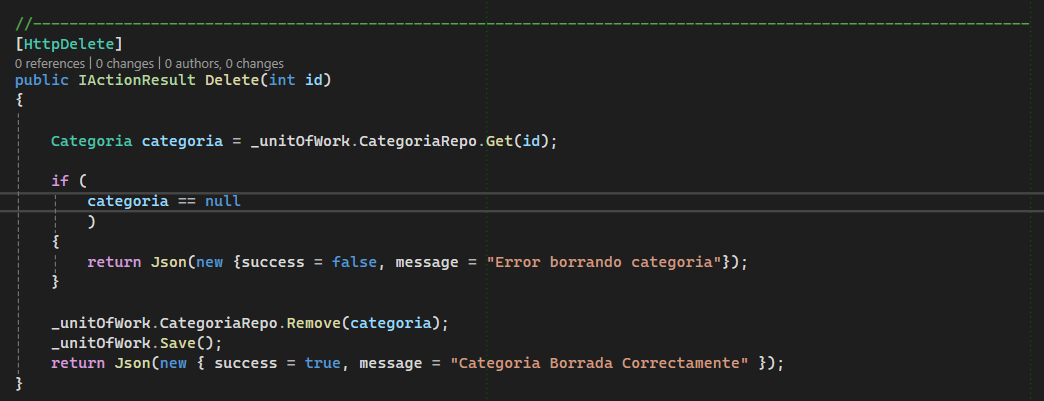 //--------------------------------------------------------------------------------------------------------------
[HttpDelete]
0 references | 0 changes | 0 authors, 0 changes
public IActionResult Delete(int id)
{
Categoria categoria = _unitOfWork.CategoriaRepo.Get(id);
if (
categoria == null
)
{
return Json(new {success = false, message = "Error borrando categoria"});
}
_unitOfWork.CategoriaRepo.Remove(categoria);
_unitOfWork.Save();
return Json(new { success = true, message = "Categoria Borrada Correctamente" });
}